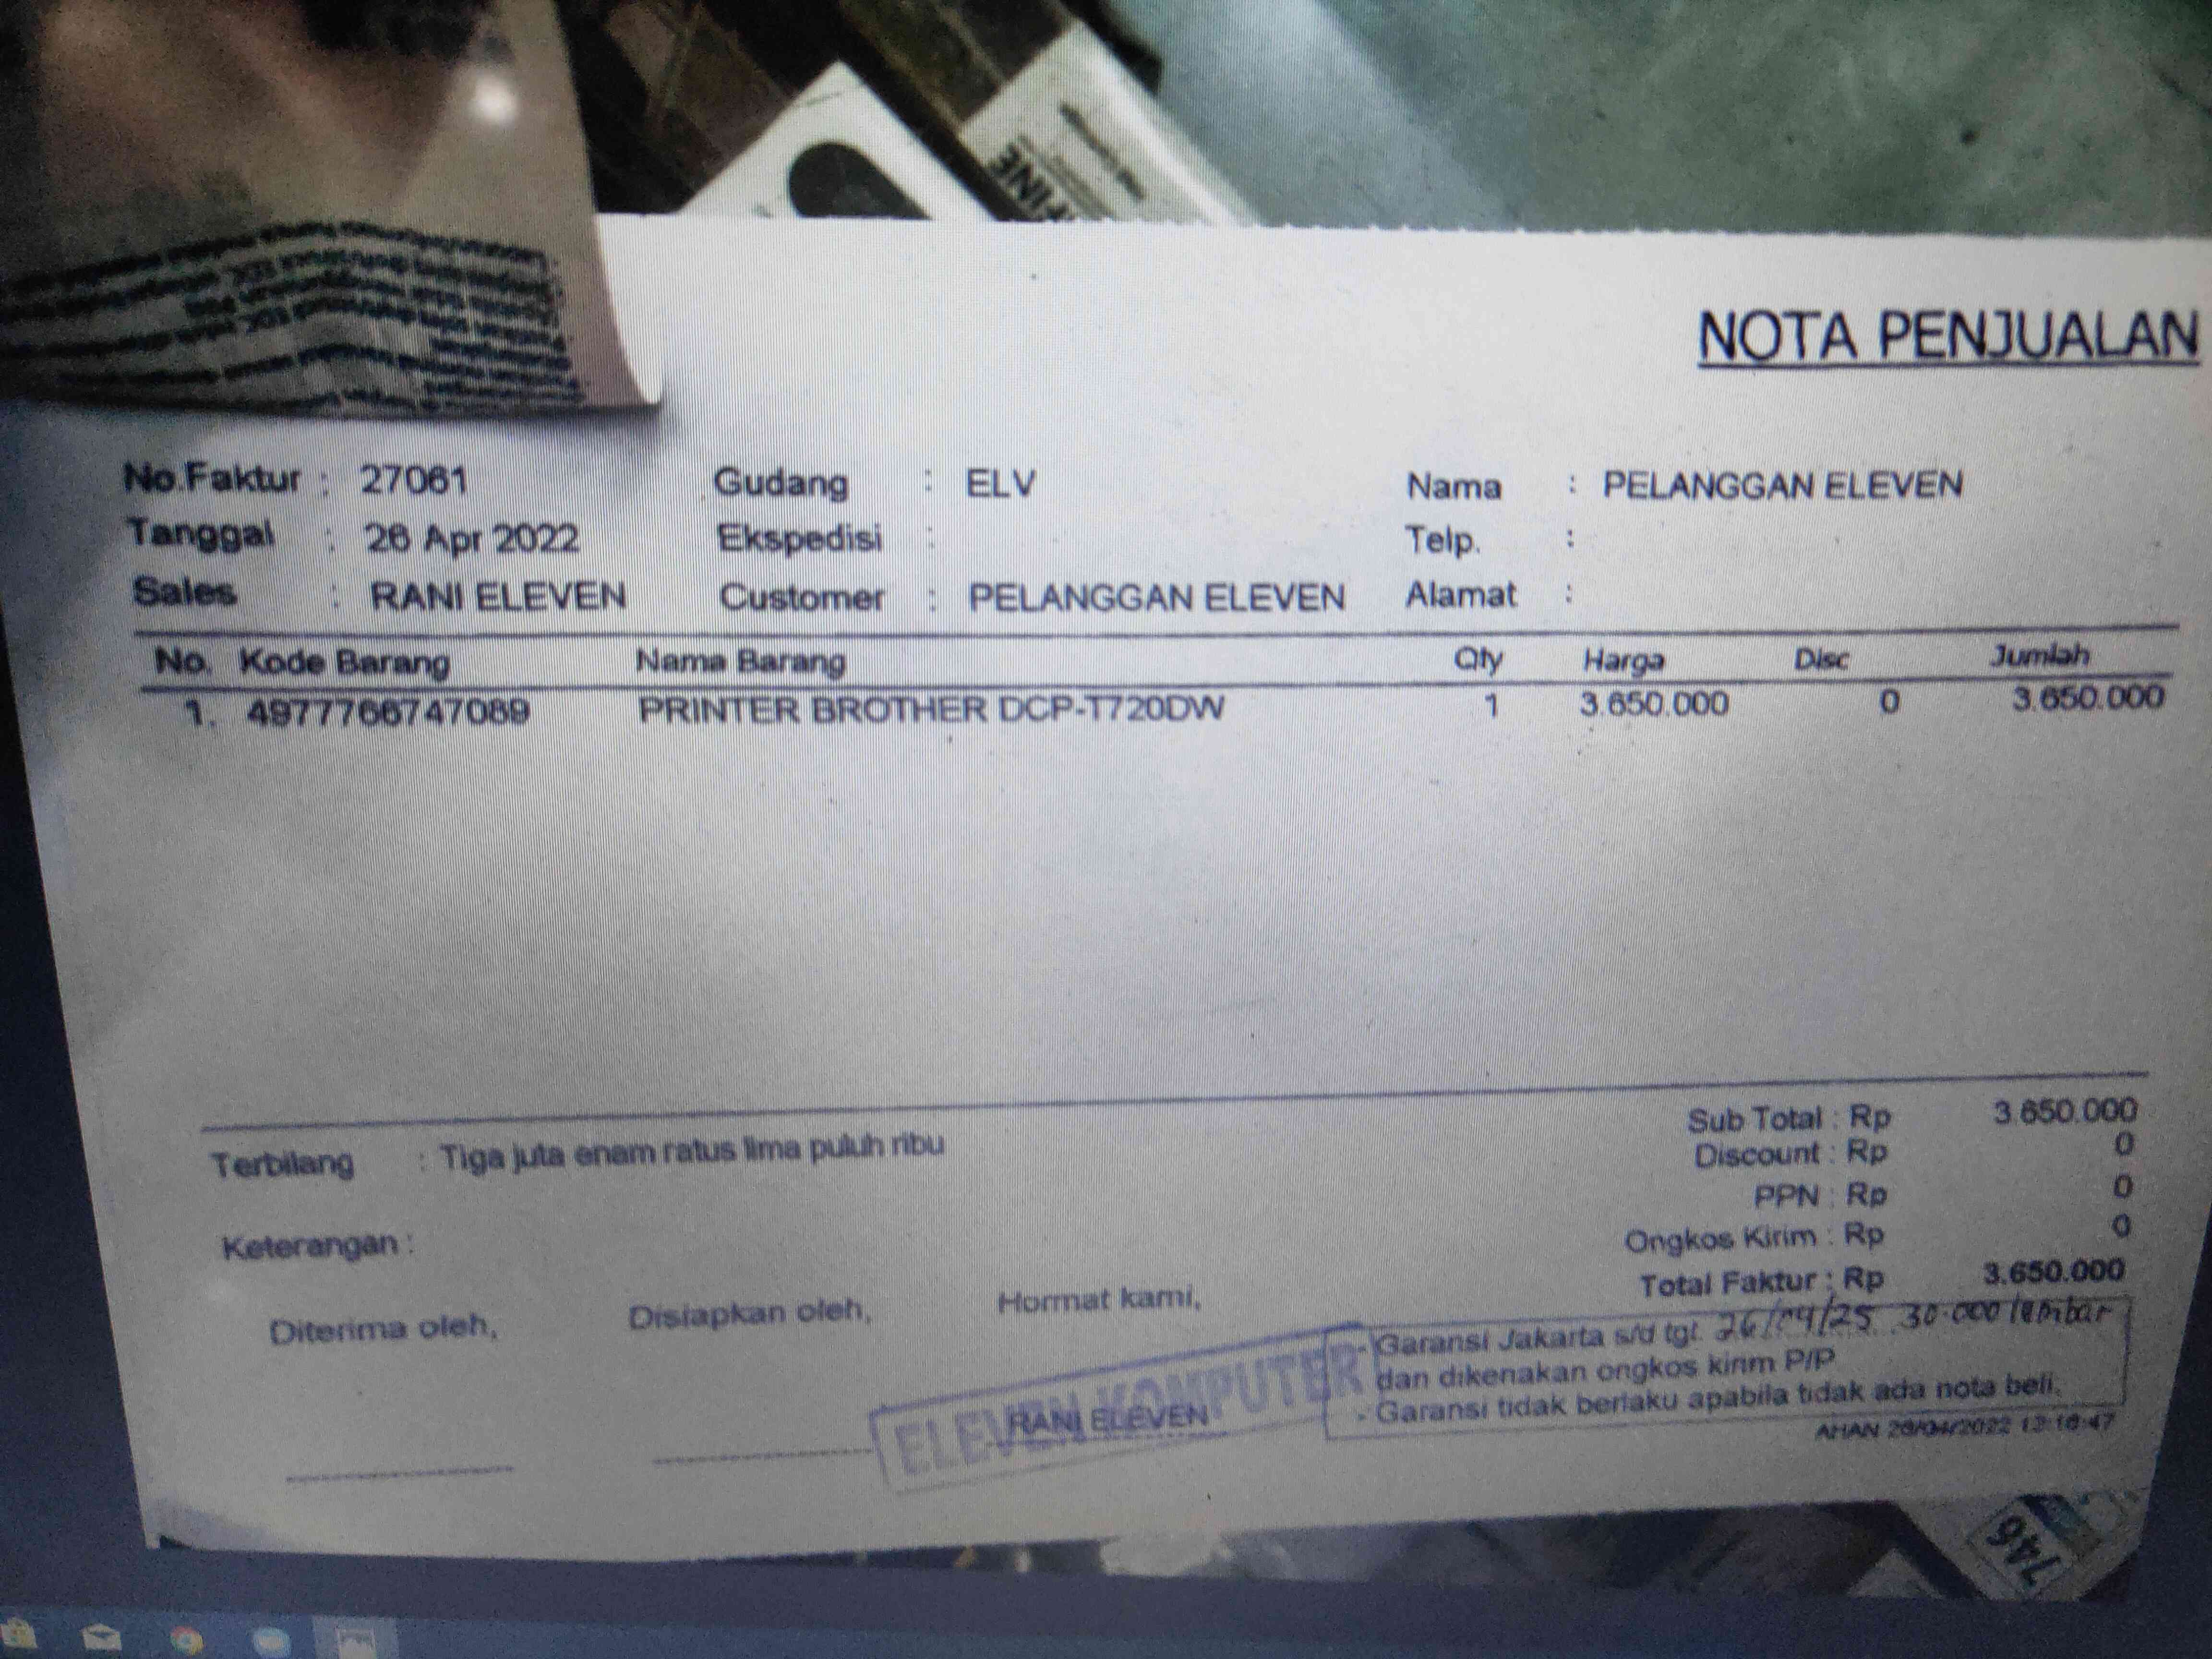 NOTA PENJUALAN
No.Faktur : 27061 Gudang : ELV Nama : PELANGGAN ELEVEN
Tanggal : 26 Apr 2022 Ekspedisi : Telp. :
Sales : RANI ELEVEN Customer : PELANGGAN ELEVEN Alamat :
No. Kode Barang Nama Barang Qty Harga Disc Jumlah
1. 4977766747089 PRINTER BROTHER DCP-T720DW 1 3.650.000 0 3.650.000
Sub Total : Rp 3.650.000
Terbilang : Tiga juta enam ratus lima puluh ribu
Discount : Rp 0
PPN : Rp 0
Keterangan :
Ongkos Kirim : Rp 0
Total Faktur : Rp 3.650.000
Diterima oleh, Disiapkan oleh, Hormat kami,
- Garansi Jakarta s/d tgl. 26/04/25 30.000 lembar
dan dikenakan ongkos kirim P/P
- Garansi tidak berlaku apabila tidak ada nota beli.
ELEVEN KOMPUTER
RANI ELEVEN
AHAN 26/04/2022 13:16:47
746